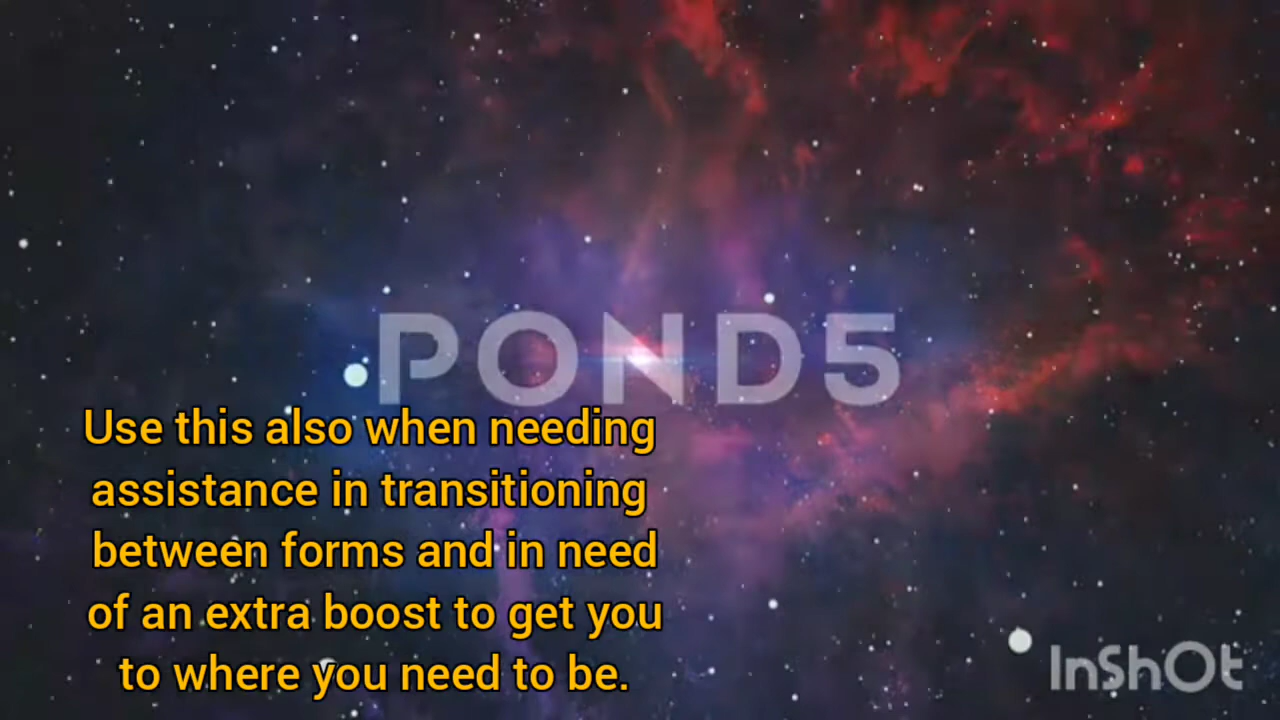 POND5
Use this also when needing
assistance in transitioning
between forms and in need
of an extra boost to get you
to where you need to be.
InShOt